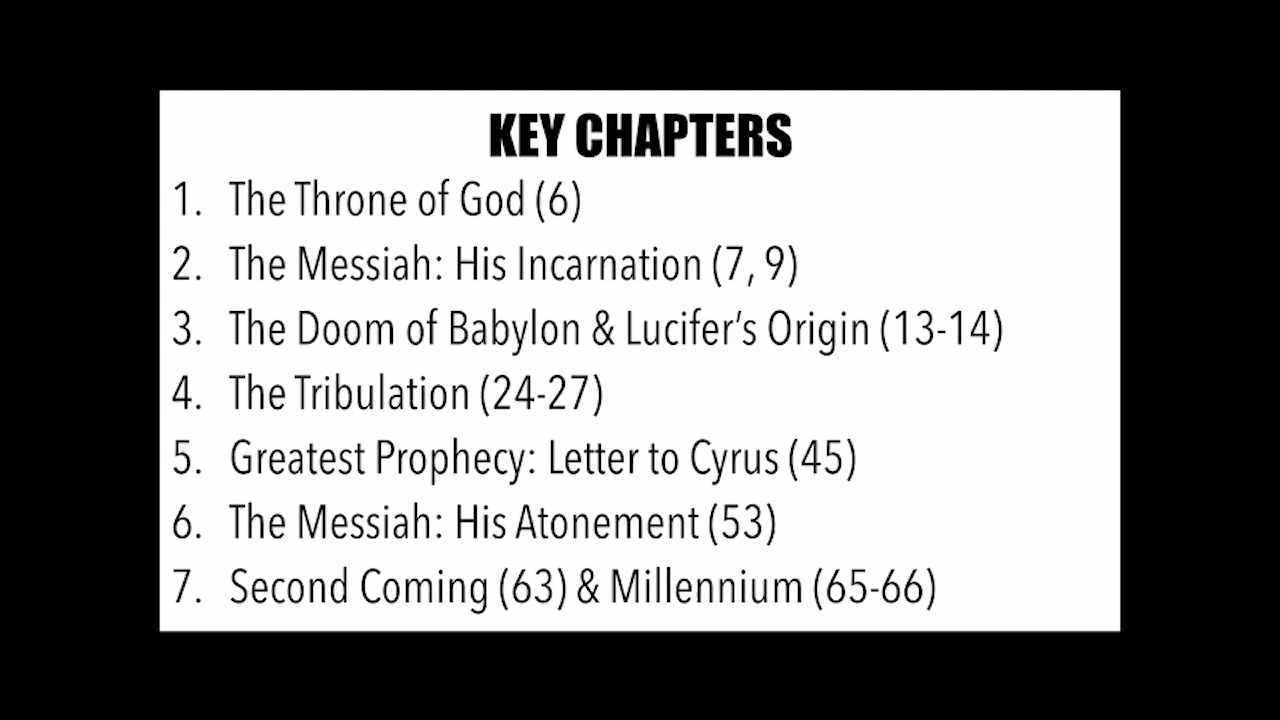 KEY CHAPTERS
1. The Throne of God (6)
2. The Messiah: His Incarnation (7, 9)
3. The Doom of Babylon & Lucifer’s Origin (13-14)
4. The Tribulation (24-27)
5. Greatest Prophecy: Letter to Cyrus (45)
6. The Messiah: His Atonement (53)
7. Second Coming (63) & Millennium (65-66)